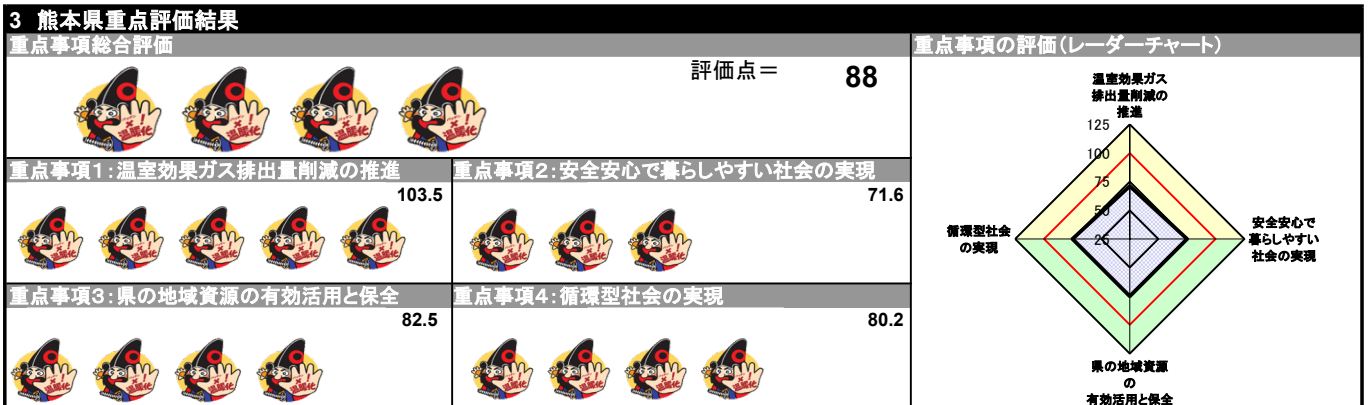 3 熊本県重点評価結果
重点事項総合評価
評価点＝ 88
重点事項1：温室効果ガス排出量削減の推進
103.5
重点事項2：安全安心で暮らしやすい社会の実現
71.6
重点事項3：県の地域資源の有効活用と保全
82.5
重点事項4：循環型社会の実現
80.2
重点事項の評価（レーダーチャート）
温室効果ガス
排出量削減の
推進
125
100
75
50
25
循環型社会
の実現
安全安心で
暮らしやすい
社会の実現
県の地域資源
の
有効活用と保全